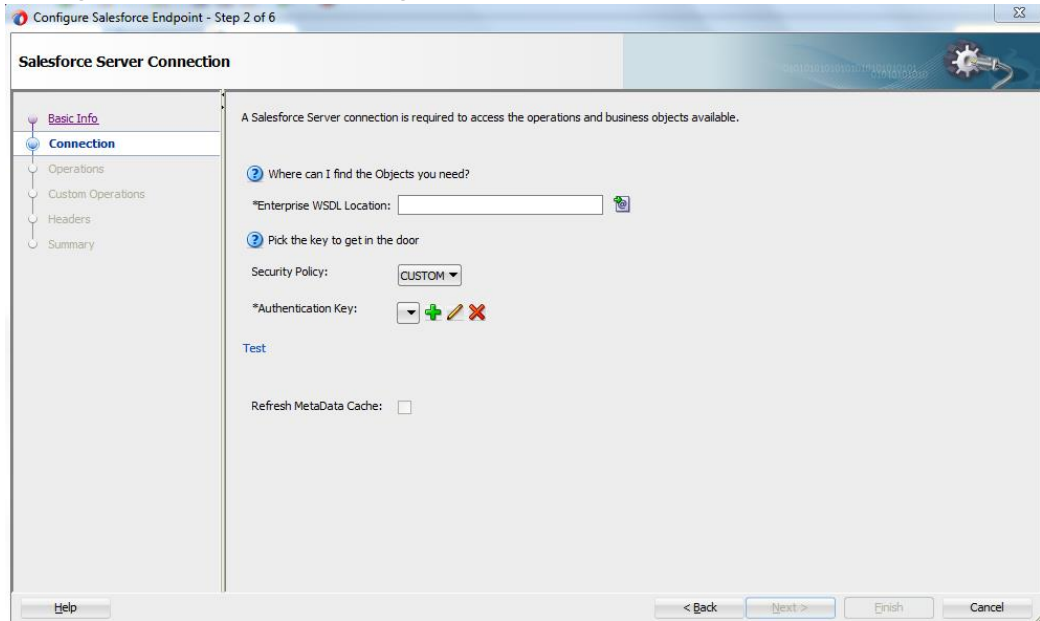 Configure Salesforce Endpoint - Step 2 of 6
Salesforce Server Connection
Basic Info
Connection
Operations
Custom Operations
Headers
Summary
A Salesforce Server connection is required to access the operations and business objects available.
Where can I find the Objects you need?
*Enterprise WSDL Location:
Pick the key to get in the door
Security Policy: CUSTOM
*Authentication Key:
Test
Refresh MetaData Cache:
Help < Back Next > Finish Cancel